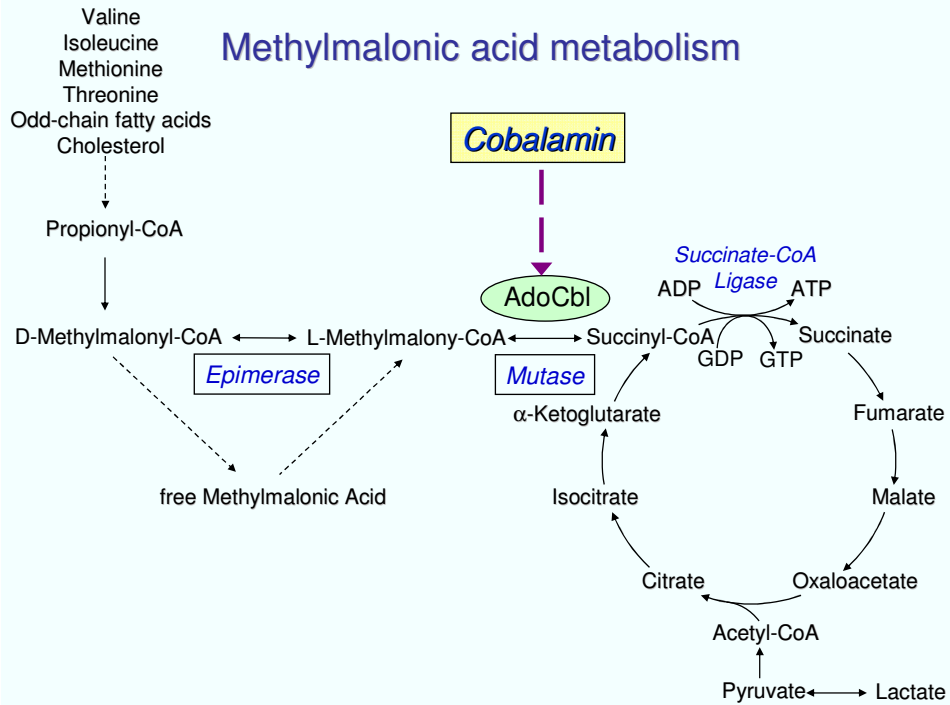 Methylmalonic acid metabolism
Valine
Isoleucine
Methionine
Threonine
Odd-chain fatty acids
Cholesterol
Cobalamin
Propionyl-CoA
Succinate-CoA
Ligase
ADP
ATP
AdoCbl
D-Methylmalonyl-CoA
L-Methylmalony-CoA
Succinyl-CoA
Succinate
GDP
GTP
Epimerase
Mutase
α-Ketoglutarate
Fumarate
free Methylmalonic Acid
Isocitrate
Malate
Citrate
Oxaloacetate
Acetyl-CoA
Pyruvate
Lactate